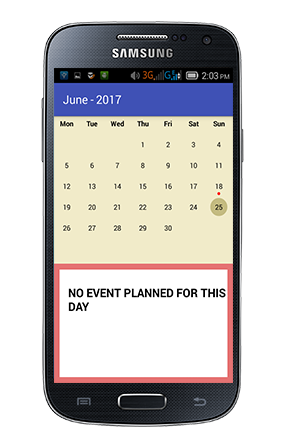 SAMSUNG
3G G 2:03 PM
June - 2017
Mon Tue Wed Thu Fri Sat Sun
1 2 3 4
5 6 7 8 9 10 11
12 13 14 15 16 17 18
19 20 21 22 23 24 25
26 27 28 29 30
NO EVENT PLANNED FOR THIS
DAY